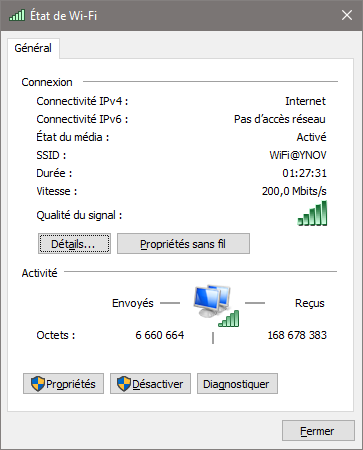 État de Wi-Fi
Général
Connexion
Connectivité IPv4 : Internet
Connectivité IPv6 : Pas d'accès réseau
État du média : Activé
SSID : WiFi@YNOV
Durée : 01:27:31
Vitesse : 200,0 Mbits/s
Qualité du signal :
Détails... Propriétés sans fil
Activité
Envoyés — Reçus
Octets : 6 660 664 | 168 678 383
Propriétés Désactiver Diagnostiquer
Fermer